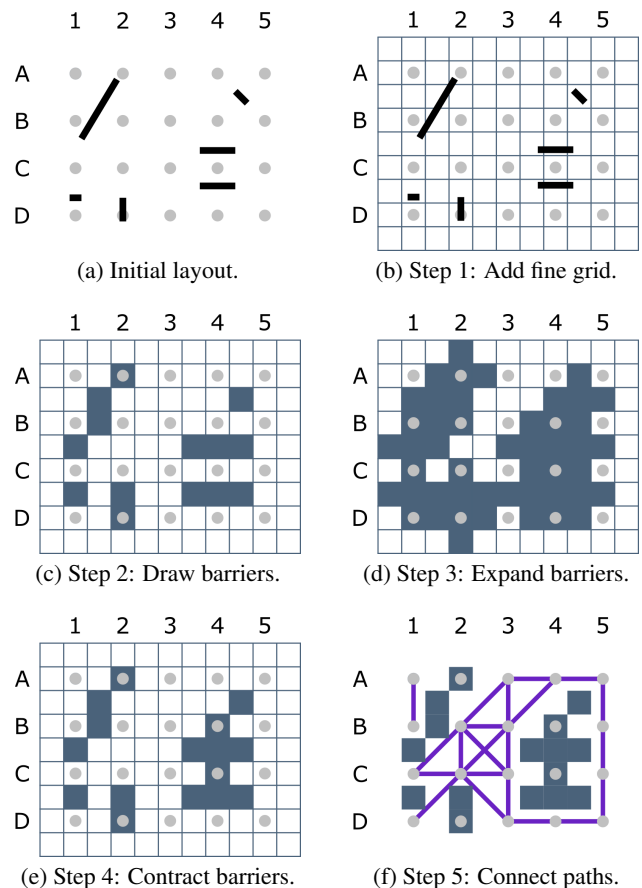 1 2 3 4 5 1 2 3 4 5
A A
B B
C C
D D
(a) Initial layout. (b) Step 1: Add fine grid.
1 2 3 4 5 1 2 3 4 5
A A
B B
C C
D D
(c) Step 2: Draw barriers. (d) Step 3: Expand barriers.
1 2 3 4 5 1 2 3 4 5
A A
B B
C C
D D
(e) Step 4: Contract barriers. (f) Step 5: Connect paths.